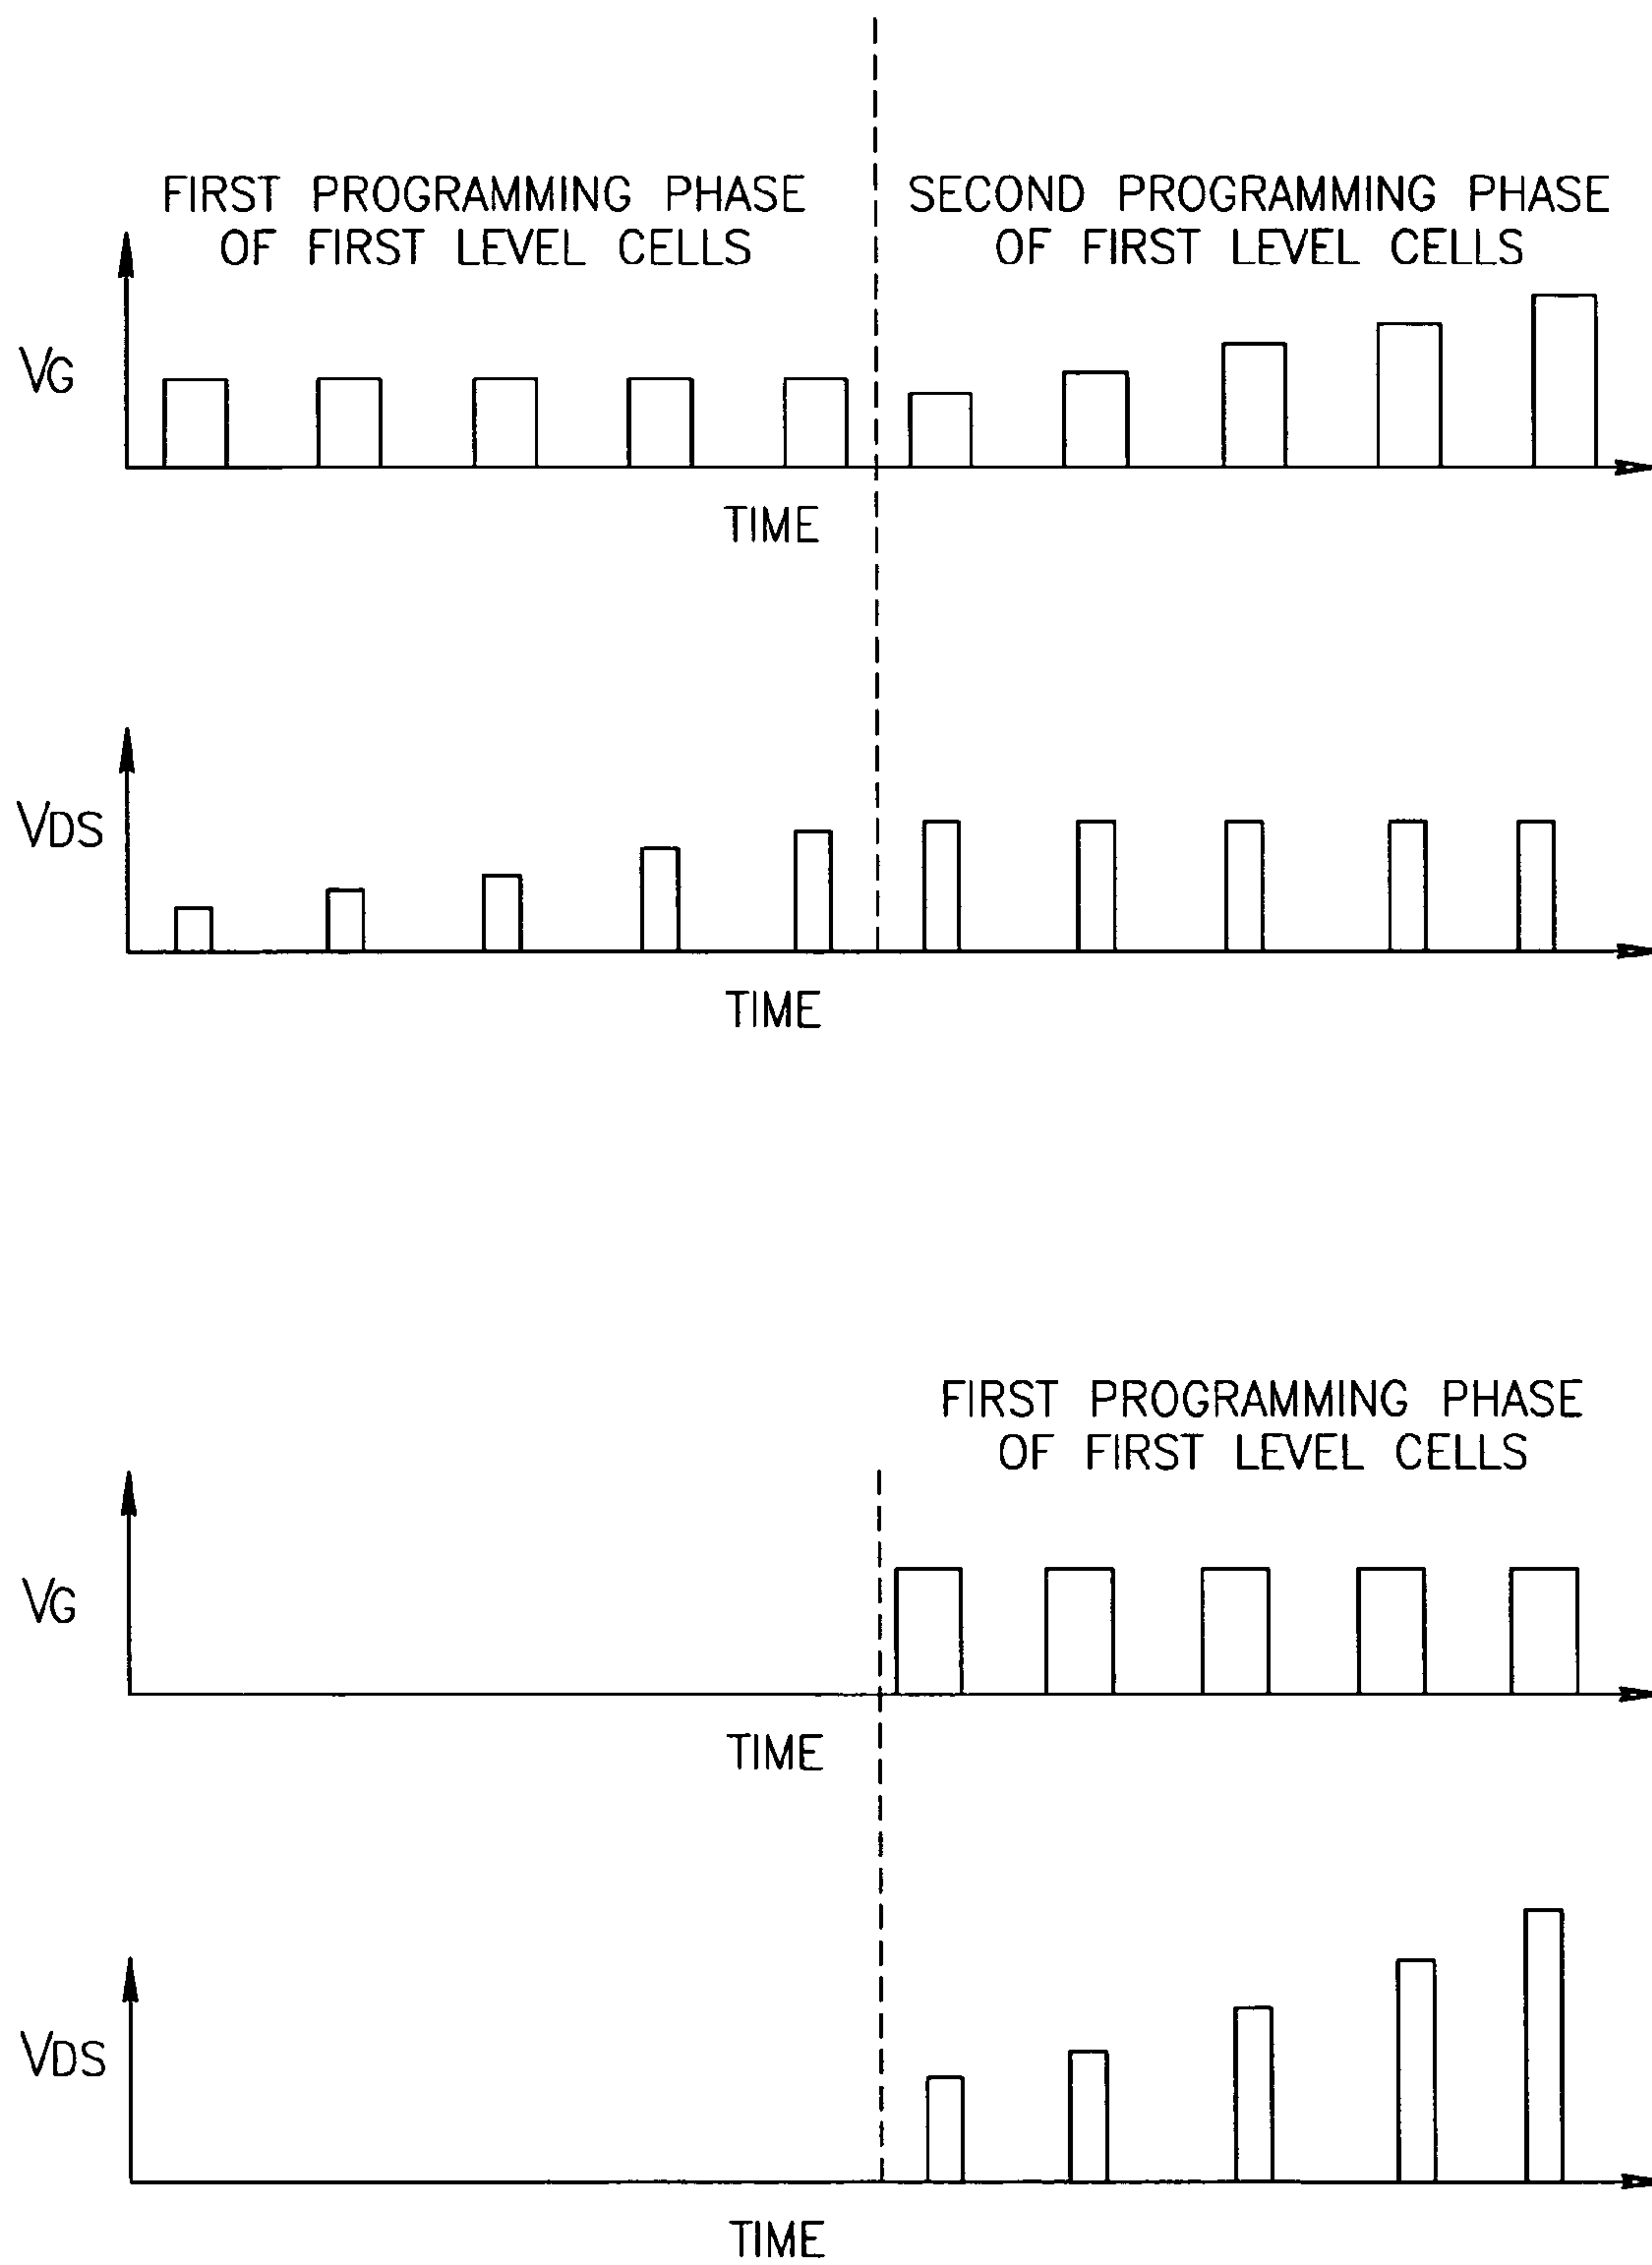 FIRST PROGRAMMING PHASE
OF FIRST LEVEL CELLS
SECOND PROGRAMMING PHASE
OF FIRST LEVEL CELLS
VG
TIME
VDS
TIME
FIRST PROGRAMMING PHASE
OF FIRST LEVEL CELLS
VG
TIME
VDS
TIME